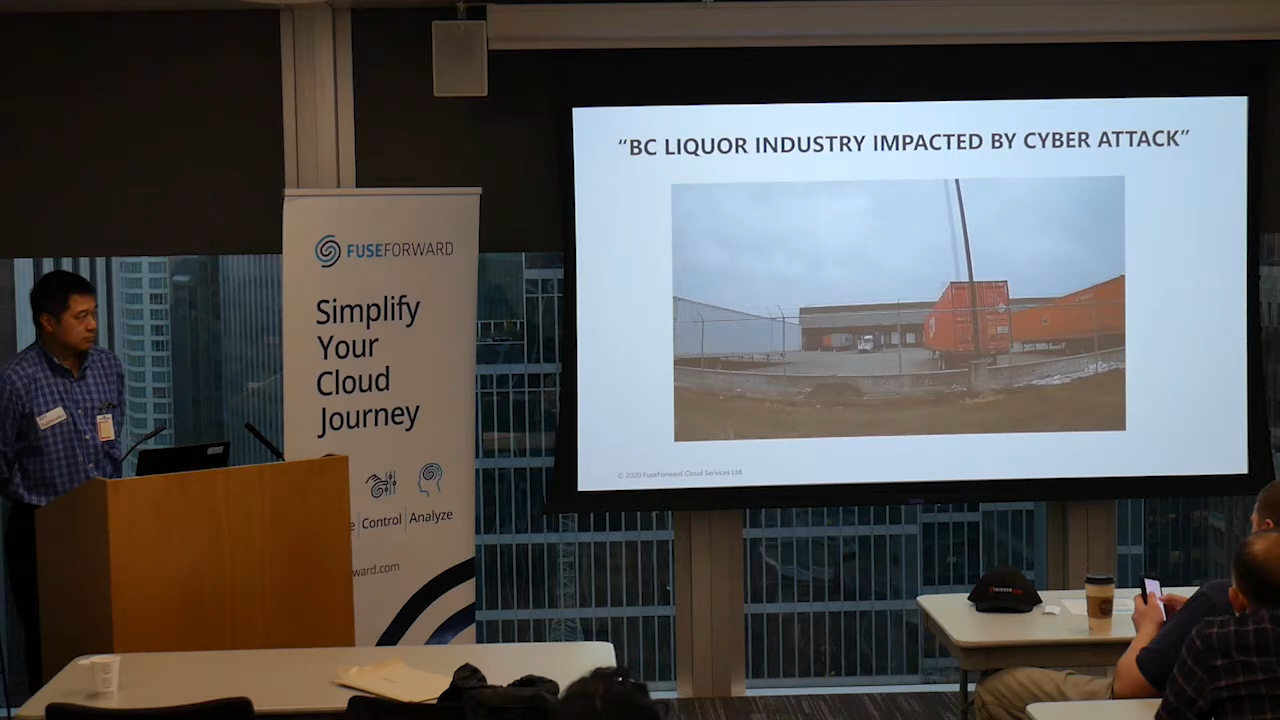 “BC LIQUOR INDUSTRY IMPACTED BY CYBER ATTACK”
© 2020 FuseForward Cloud Services Ltd.
FUSEFORWARD
Simplify
Your
Cloud
Journey
e | Control | Analyze
ward.com